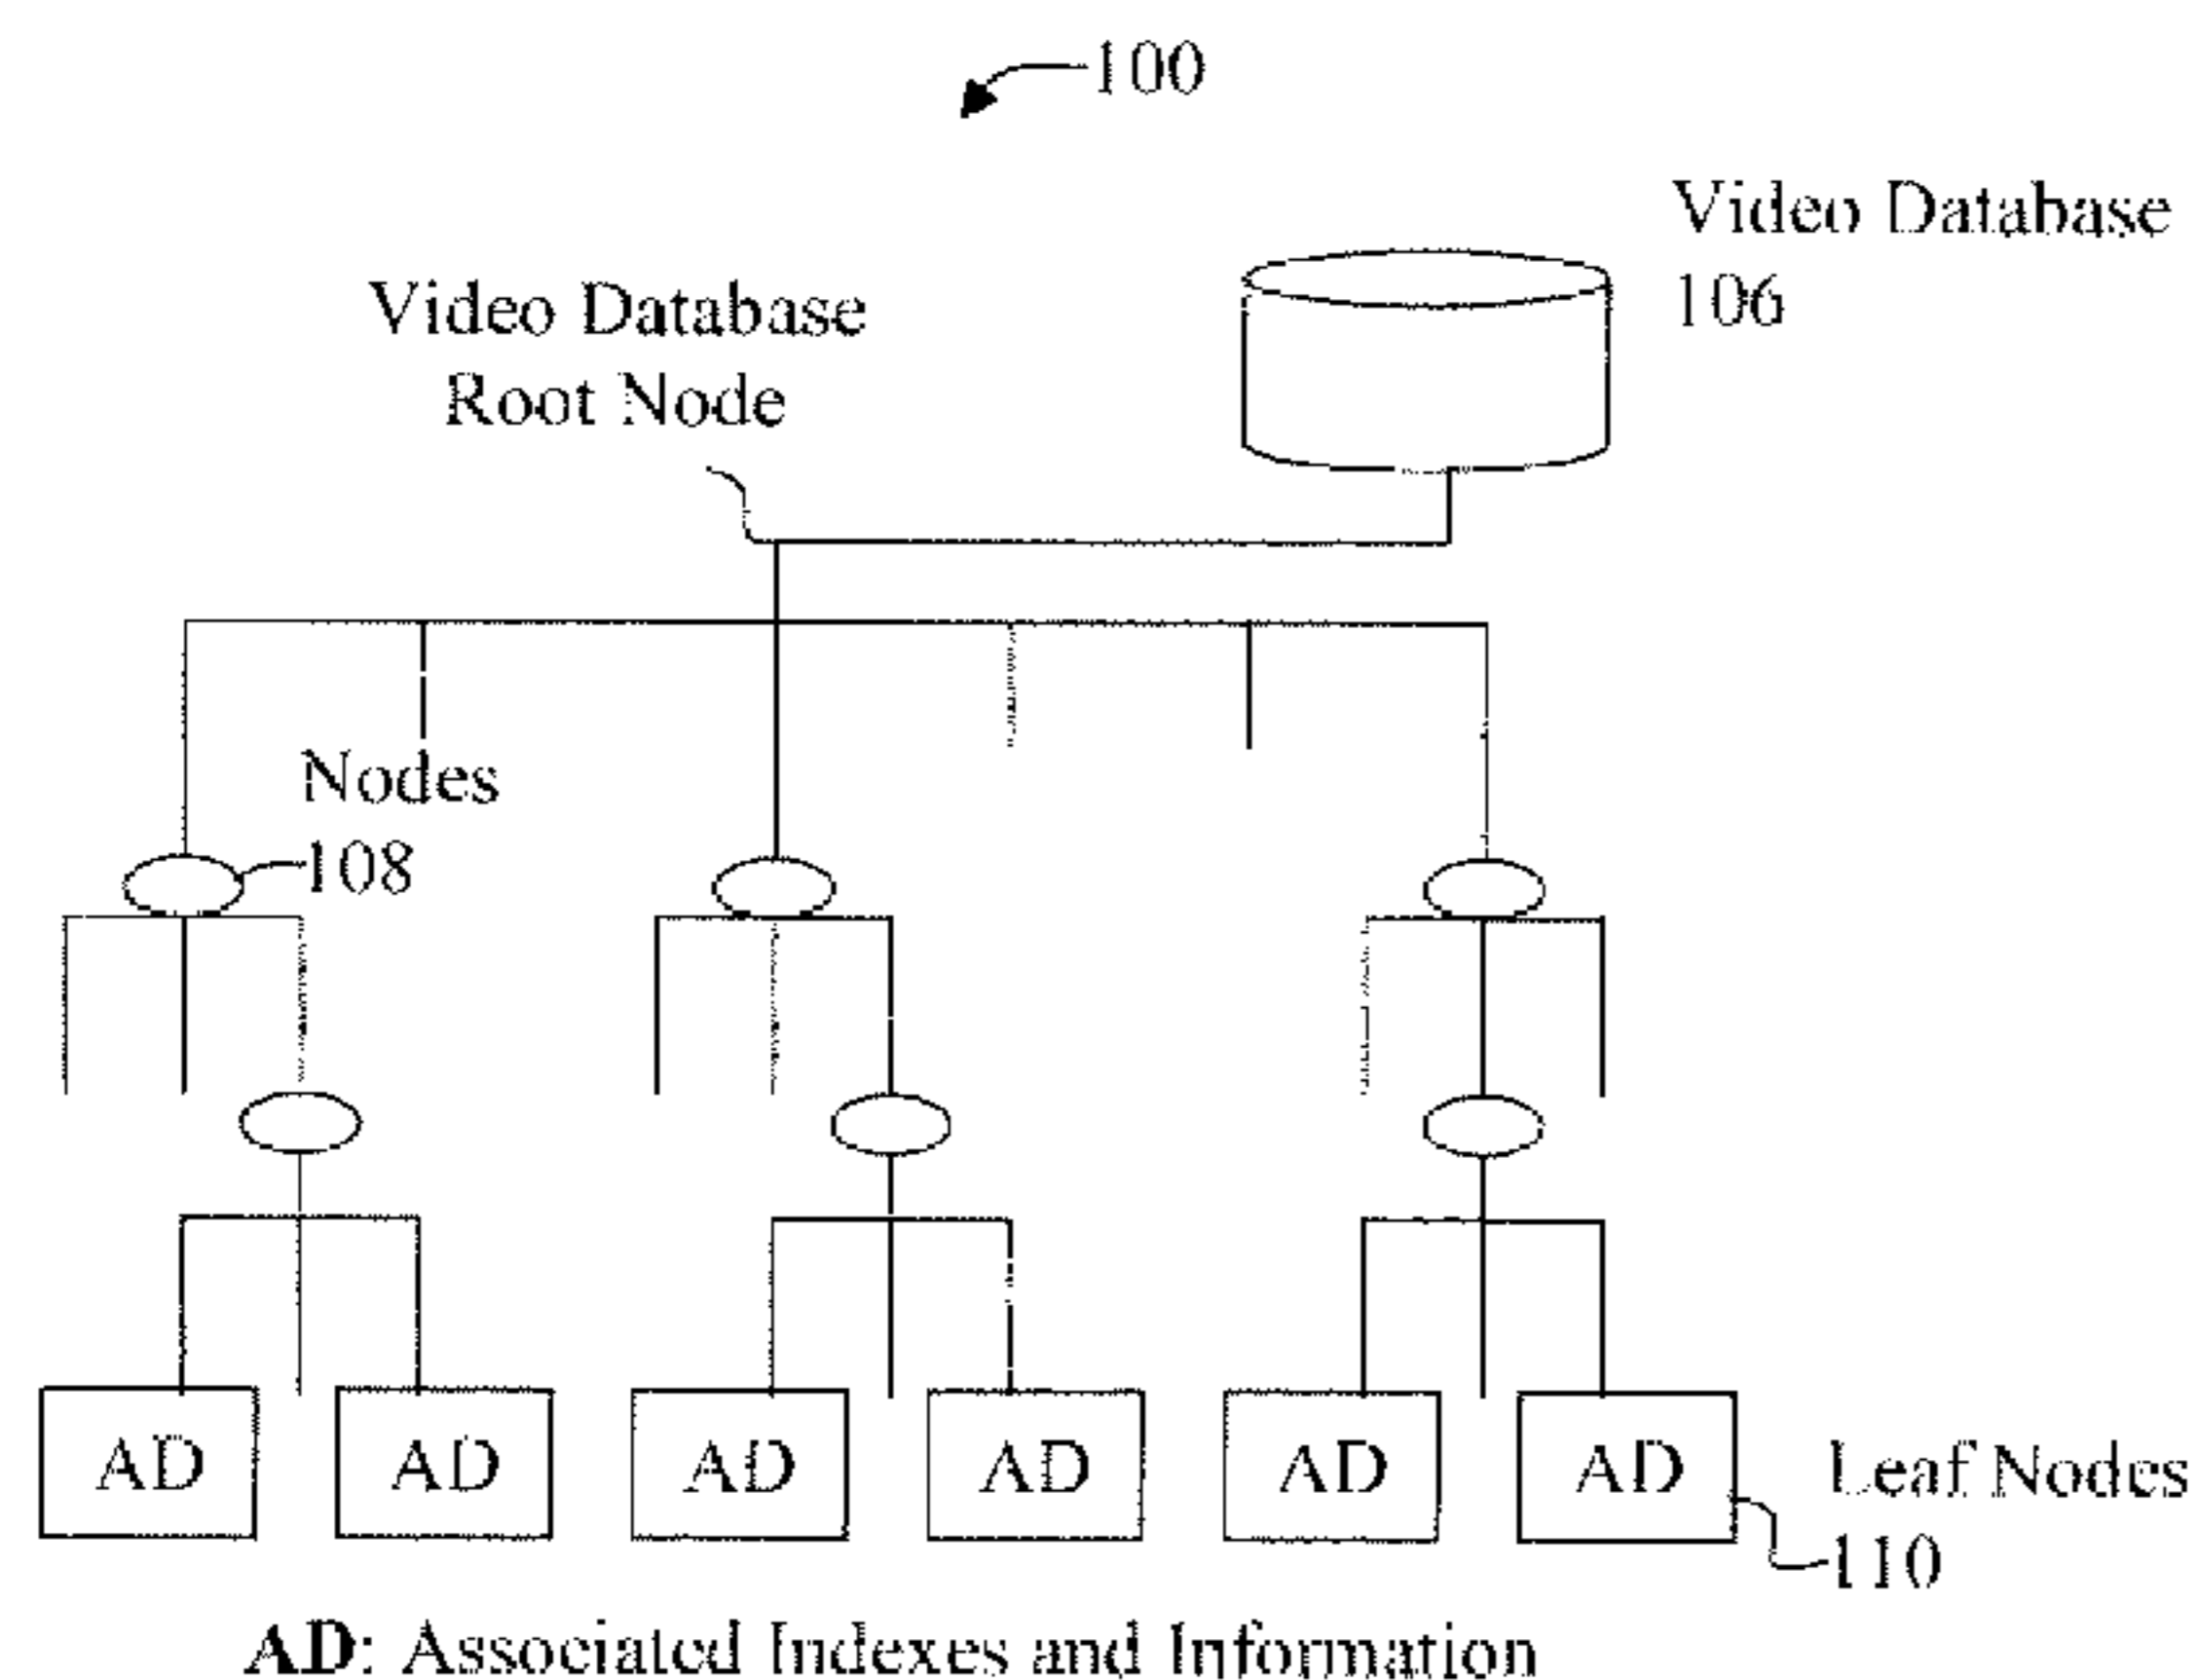 100
Video Database
106
Video Database
Root Node
Nodes
108
AD AD AD AD AD AD
Leaf Nodes
110
AD: Associated Indexes and Information